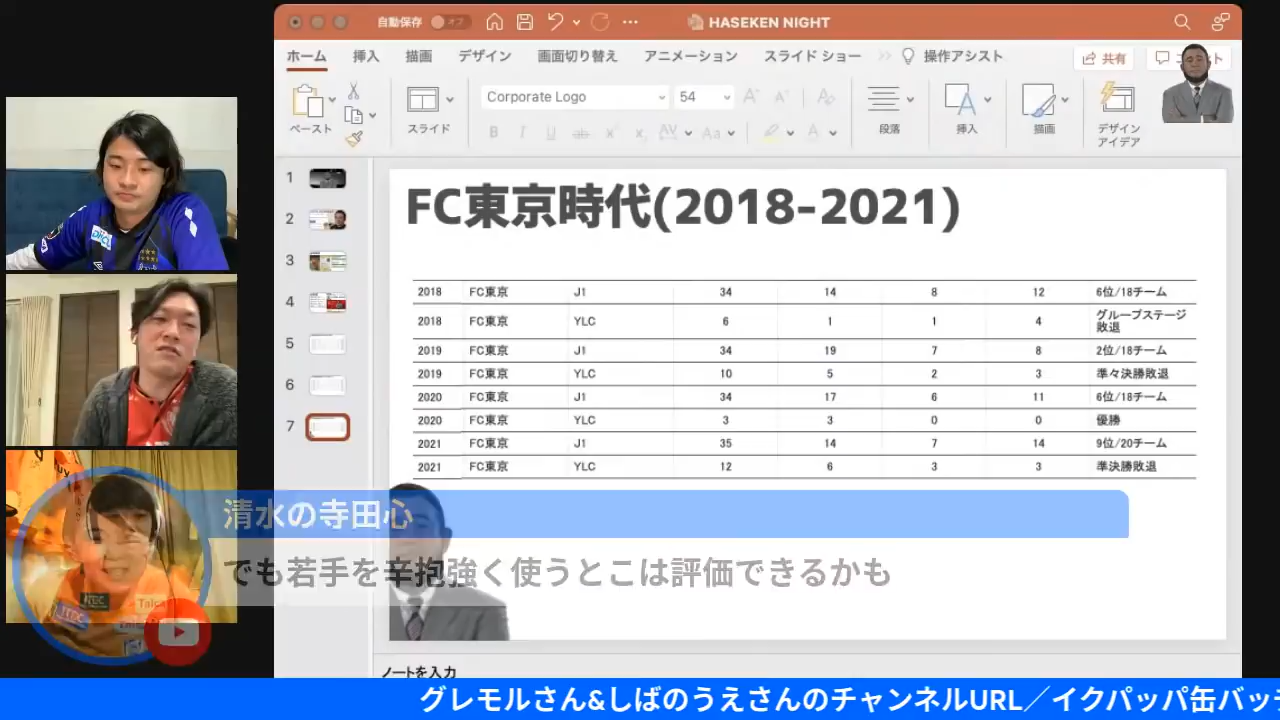 自動保存 オフ
HASEKEN NIGHT
ホーム 挿入 描画 デザイン 画面切り替え アニメーション スライド ショー 操作アシスト 共有
Corporate Logo 54
ペースト スライド 段落 挿入 描画 デザイン
アイデア
1
2
3
4
5
6
7
FC東京時代(2018-2021)
2018 FC東京 J1 34 14 8 12 6位/18チーム
2018 FC東京 YLC 6 1 1 4 グループステージ
敗退
2019 FC東京 J1 34 19 7 8 2位/18チーム
2019 FC東京 YLC 10 5 2 3 準々決勝敗退
2020 FC東京 J1 34 17 6 11 6位/18チーム
2020 FC東京 YLC 3 3 0 0 優勝
2021 FC東京 J1 35 14 7 14 9位/20チーム
2021 FC東京 YLC 12 6 3 3 準決勝敗退
清水の寺田心
でも若手を辛抱強く使うとこは評価できるかも
ノートを入力
グレモルさん&しばのうえさんのチャンネルURL／イクパッパ缶バッチ